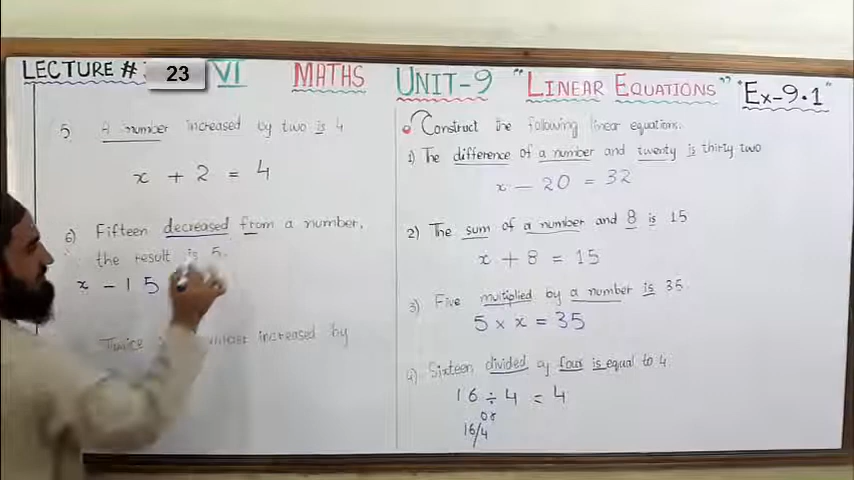 LECTURE # 23 VI MATHS UNIT-9 "LINEAR EQUATIONS" "Ex-9.1"
5 A number increased by two is 4
x + 2 = 4
6) Fifteen decreased from a number,
the result is 5.
x - 15
Twice number increased by
Construct the following linear equations.
1) The difference of a number and twenty is thirty two
x - 20 = 32
2) The sum of a number and 8 is 15
x + 8 = 15
3) Five multiplied by a number is 35
5 × x = 35
4) Sixteen divided by four is equal to 4
16 ÷ 4 = 4
or
16/4